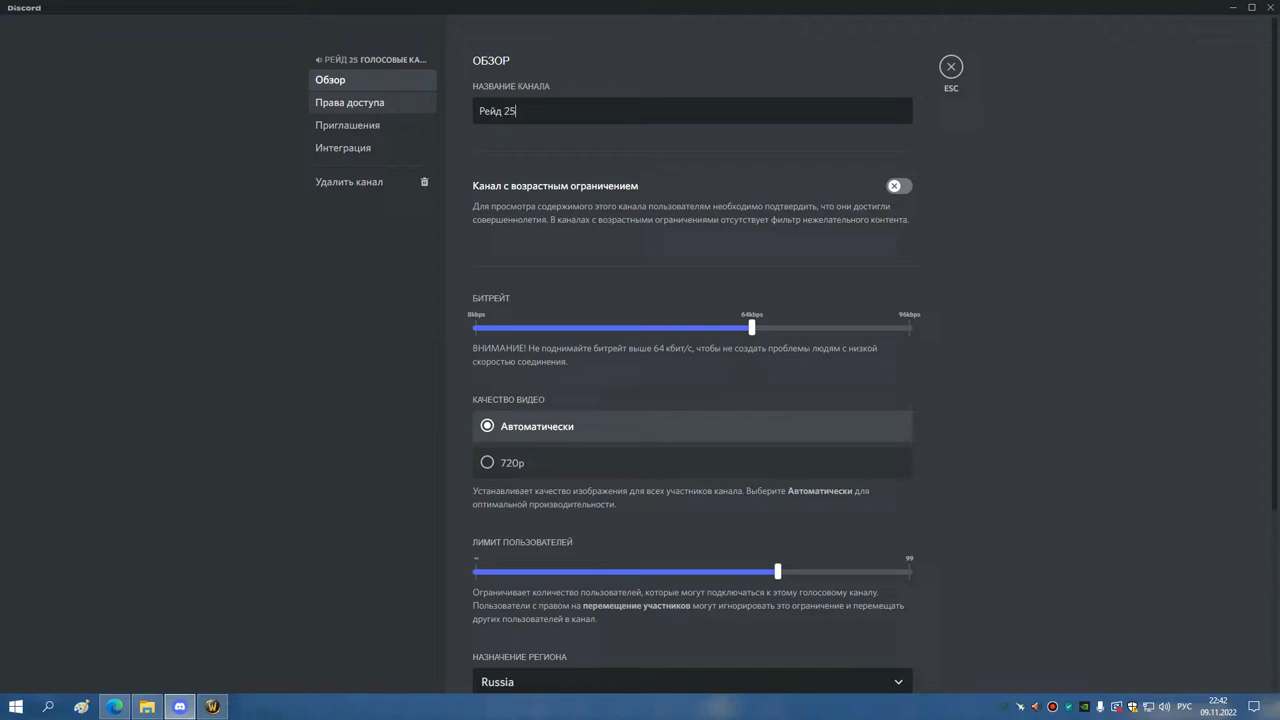 Discord
РЕЙД 25 ГОЛОСОВЫЕ КА...
Обзор
Права доступа
Приглашения
Интеграция
Удалить канал
ОБЗОР
НАЗВАНИЕ КАНАЛА
Рейд 25
ESC
Канал с возрастным ограничением
Для просмотра содержимого этого канала пользователям необходимо подтвердить, что они достигли
совершеннолетия. В каналах с возрастными ограничениями отсутствует фильтр нежелательного контента.
БИТРЕЙТ
8kbps 64kbps 96kbps
ВНИМАНИЕ! Не поднимайте битрейт выше 64 кбит/с, чтобы не создать проблемы людям с низкой
скоростью соединения.
КАЧЕСТВО ВИДЕО
Автоматически
720p
Устанавливает качество изображения для всех участников канала. Выберите Автоматически для
оптимальной производительности.
ЛИМИТ ПОЛЬЗОВАТЕЛЕЙ
∞ 99
Ограничивает количество пользователей, которые могут подключаться к этому голосовому каналу.
Пользователи с правом на перемещение участников могут игнорировать это ограничение и перемещать
других пользователей в канал.
НАЗНАЧЕНИЕ РЕГИОНА
Russia
22:42
09.11.2022